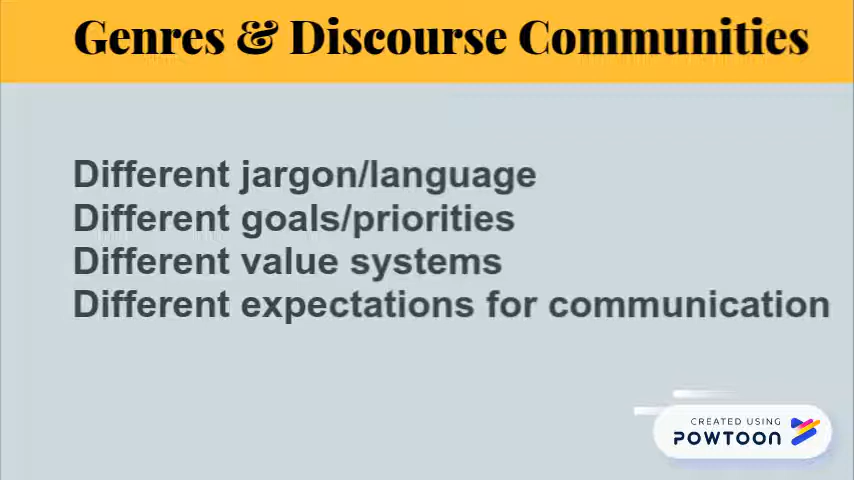 Genres & Discourse Communities
Different jargon/language
Different goals/priorities
Different value systems
Different expectations for communication
CREATED USING
POWTOON